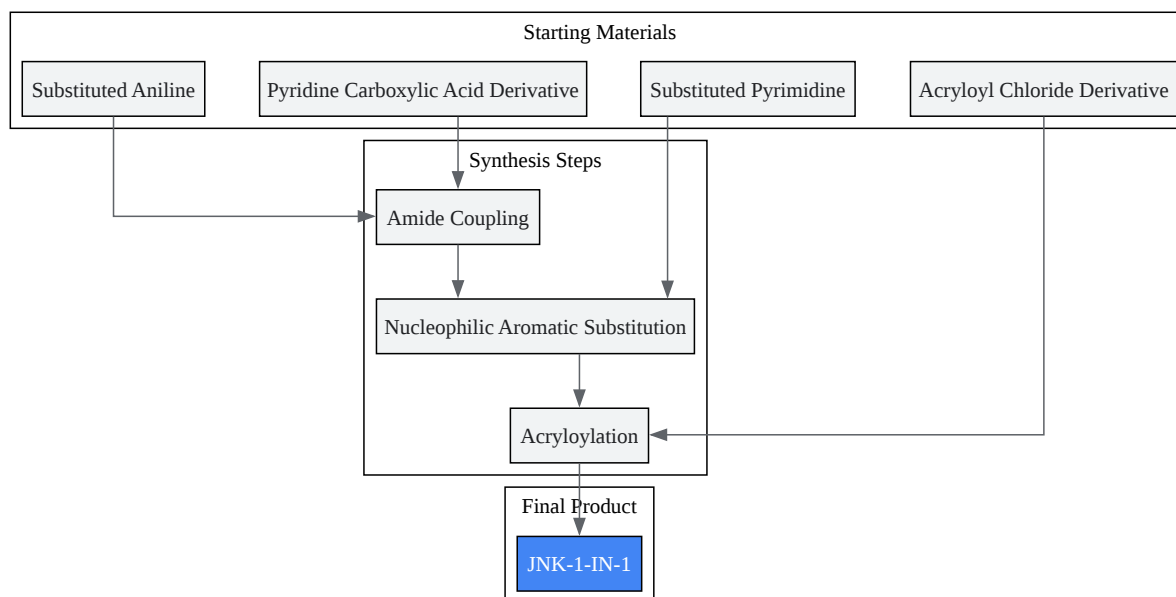 Starting Materials
Substituted Aniline
Pyridine Carboxylic Acid Derivative
Substituted Pyrimidine
Acryloyl Chloride Derivative
Synthesis Steps
Amide Coupling
Nucleophilic Aromatic Substitution
Acryloylation
Final Product
JNK-1-IN-1